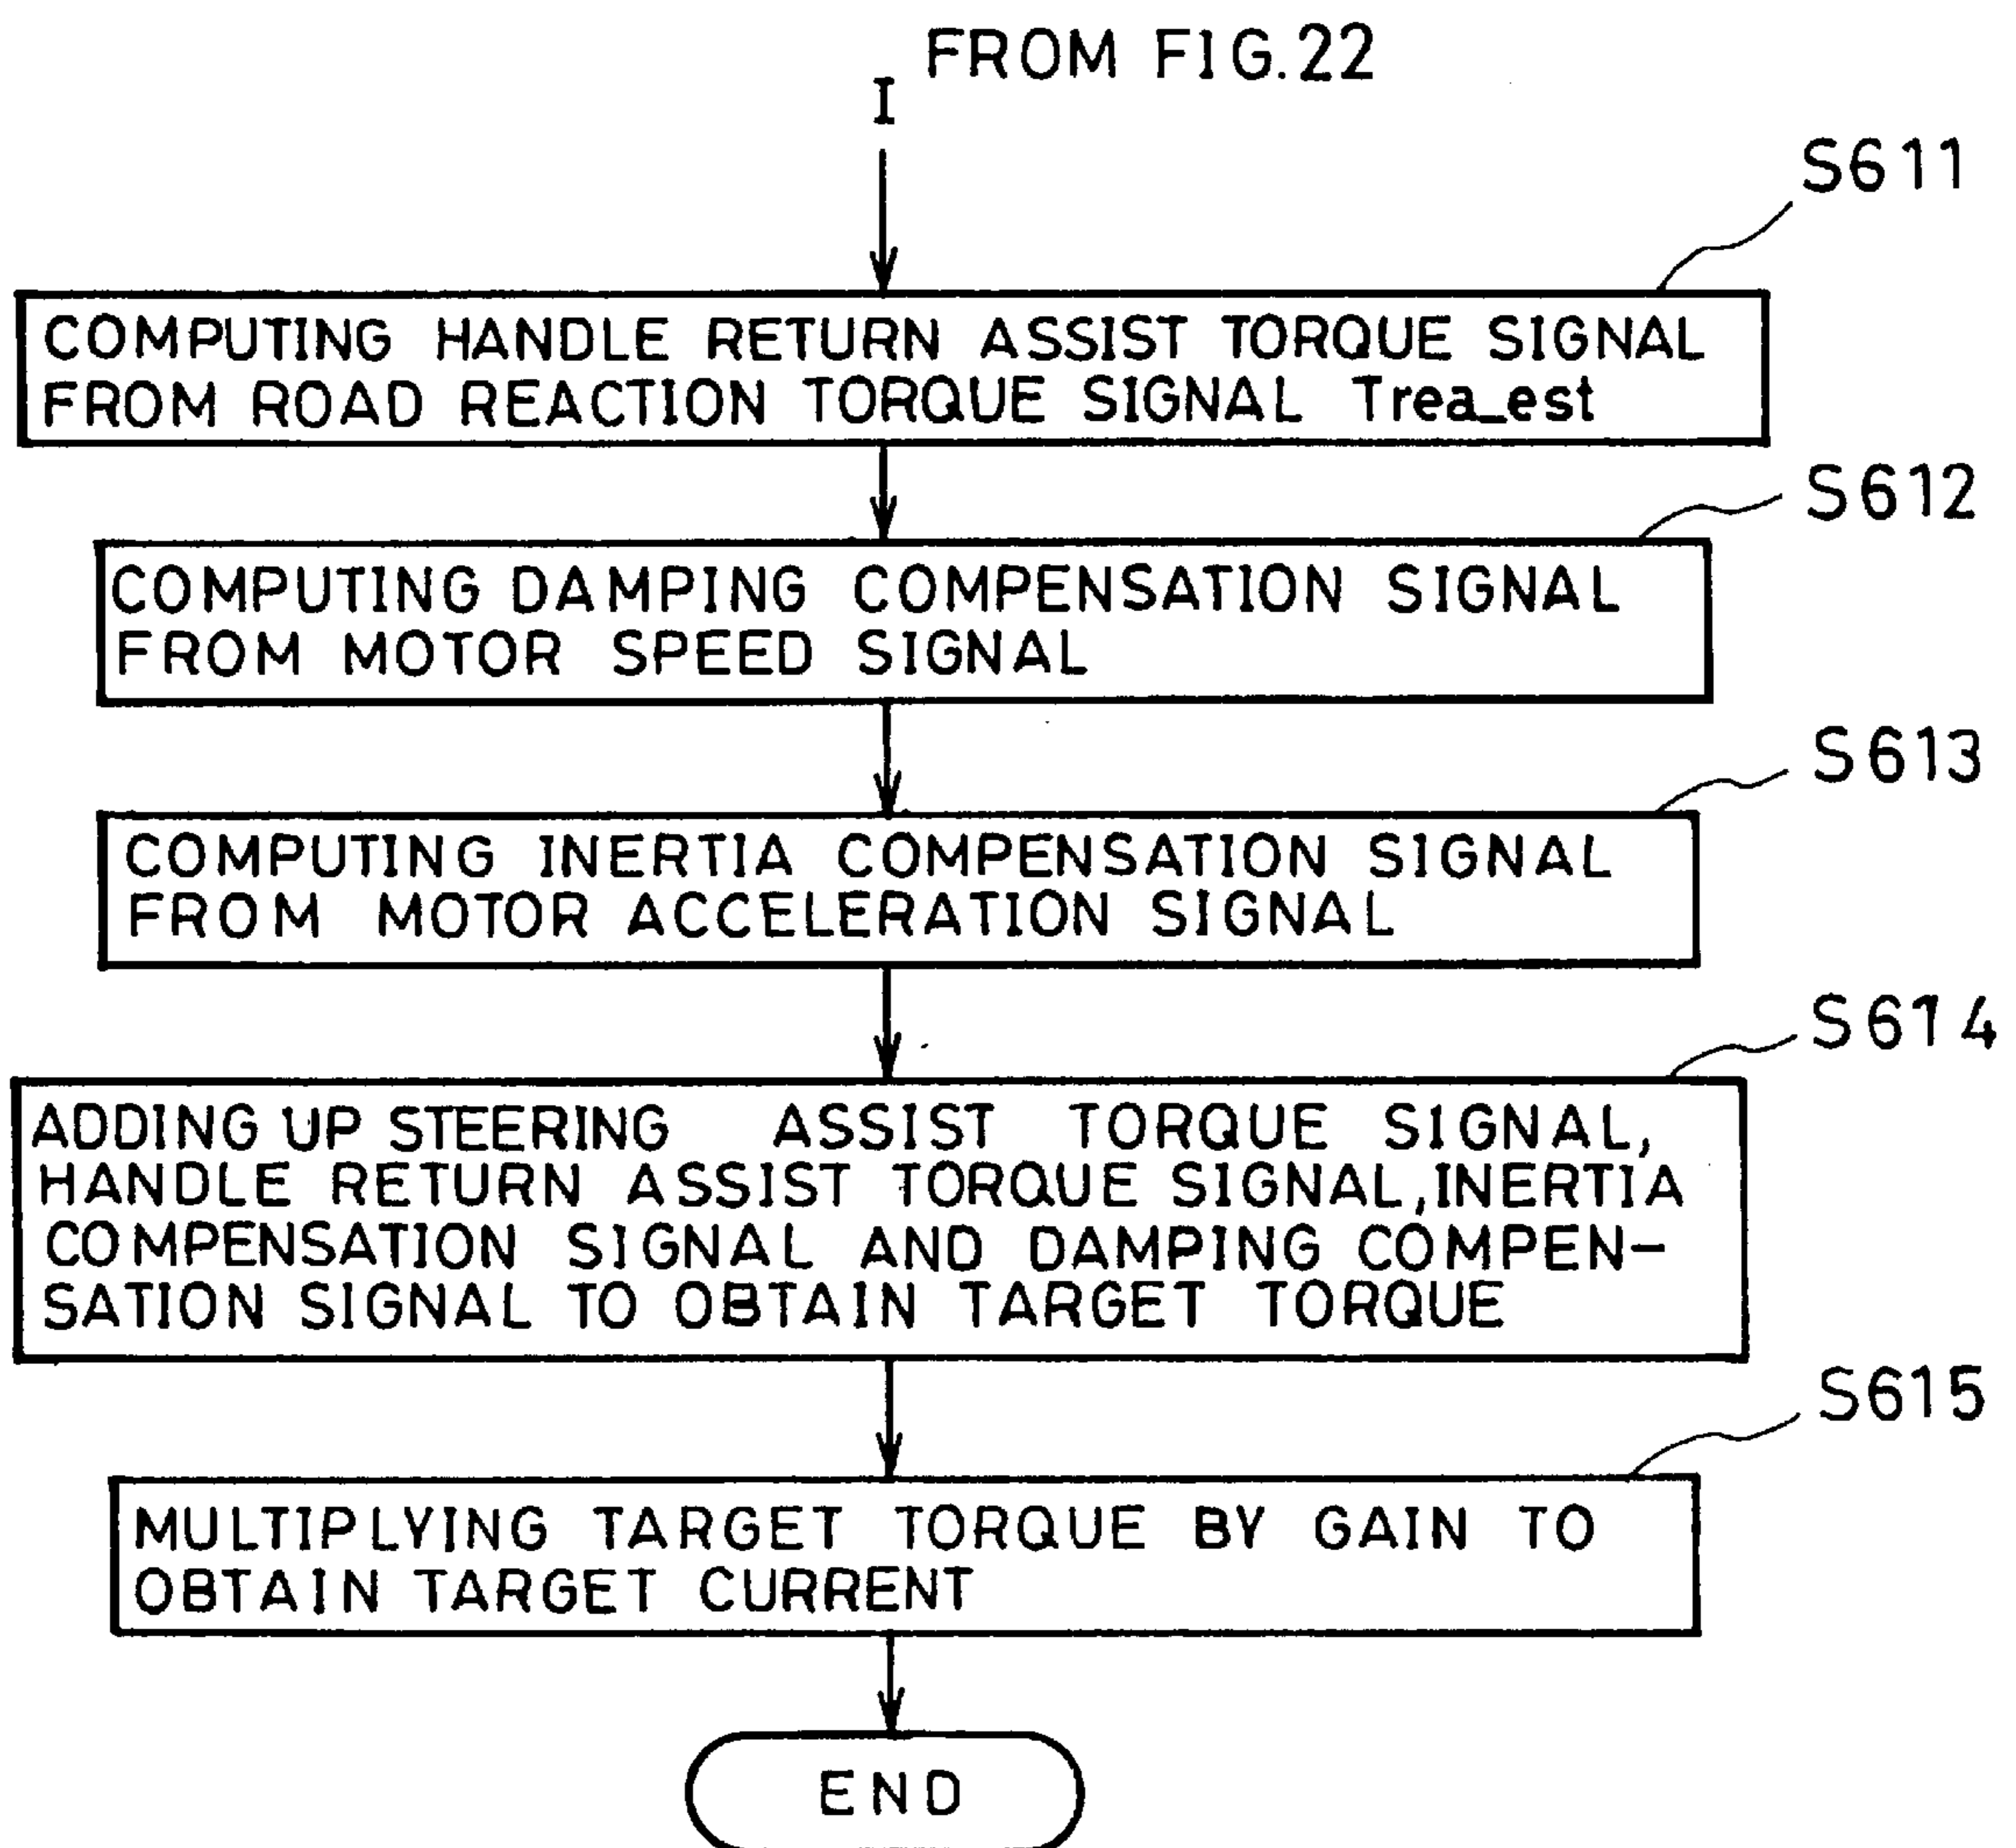 FROM FIG.22
I
S611
COMPUTING HANDLE RETURN ASSIST TORQUE SIGNAL
FROM ROAD REACTION TORQUE SIGNAL Trea_est
S612
COMPUTING DAMPING COMPENSATION SIGNAL
FROM MOTOR SPEED SIGNAL
S613
COMPUTING INERTIA COMPENSATION SIGNAL
FROM MOTOR ACCELERATION SIGNAL
S614
ADDING UP STEERING ASSIST TORQUE SIGNAL,
HANDLE RETURN ASSIST TORQUE SIGNAL,INERTIA
COMPENSATION SIGNAL AND DAMPING COMPEN-
SATION SIGNAL TO OBTAIN TARGET TORQUE
S615
MULTIPLYING TARGET TORQUE BY GAIN TO
OBTAIN TARGET CURRENT
END